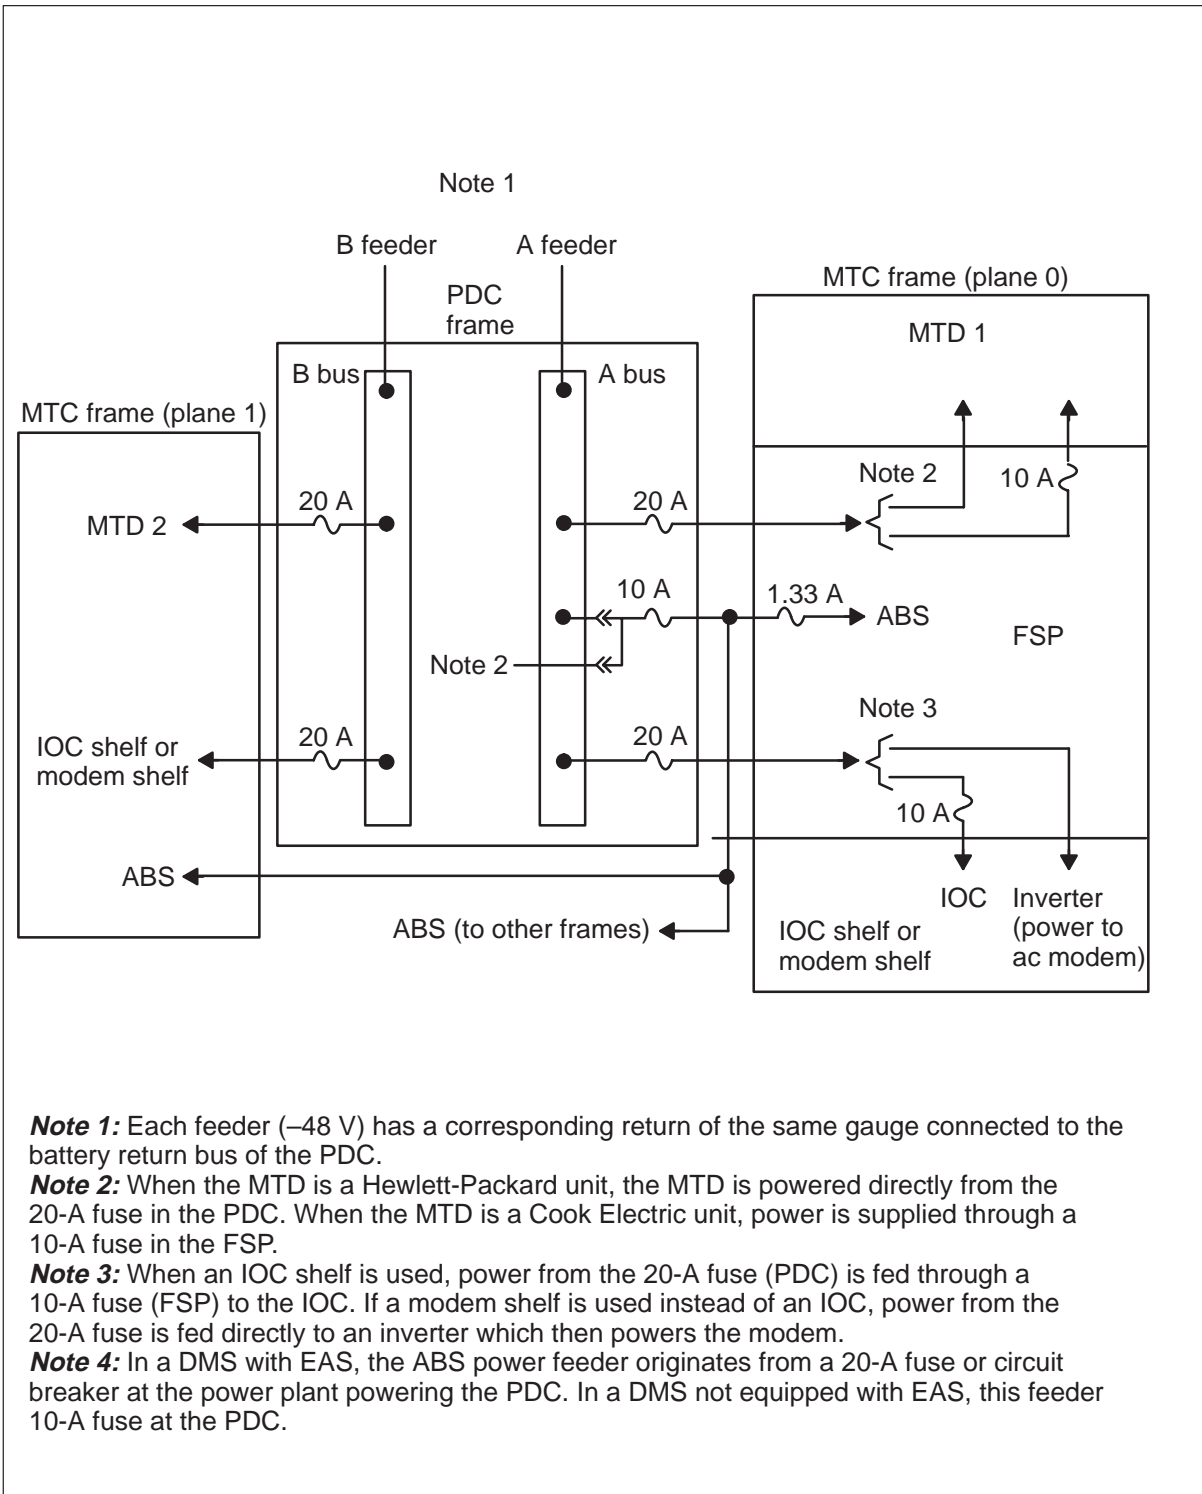 Note 1
B feeder
A feeder
PDC
frame
MTC frame (plane 0)
MTD 1
B bus
A bus
MTC frame (plane 1)
Note 2
10 A
20 A
20 A
MTD 2
10 A
1.33 A
ABS
FSP
Note 2
Note 3
20 A
20 A
IOC shelf or
modem shelf
10 A
ABS
IOC
Inverter
(power to
ac modem)
ABS (to other frames)
IOC shelf or
modem shelf
Note 1: Each feeder (–48 V) has a corresponding return of the same gauge connected to the
battery return bus of the PDC.
Note 2: When the MTD is a Hewlett-Packard unit, the MTD is powered directly from the
20-A fuse in the PDC. When the MTD is a Cook Electric unit, power is supplied through a
10-A fuse in the FSP.
Note 3: When an IOC shelf is used, power from the 20-A fuse (PDC) is fed through a
10-A fuse (FSP) to the IOC. If a modem shelf is used instead of an IOC, power from the
20-A fuse is fed directly to an inverter which then powers the modem.
Note 4: In a DMS with EAS, the ABS power feeder originates from a 20-A fuse or circuit
breaker at the power plant powering the PDC. In a DMS not equipped with EAS, this feeder
10-A fuse at the PDC.